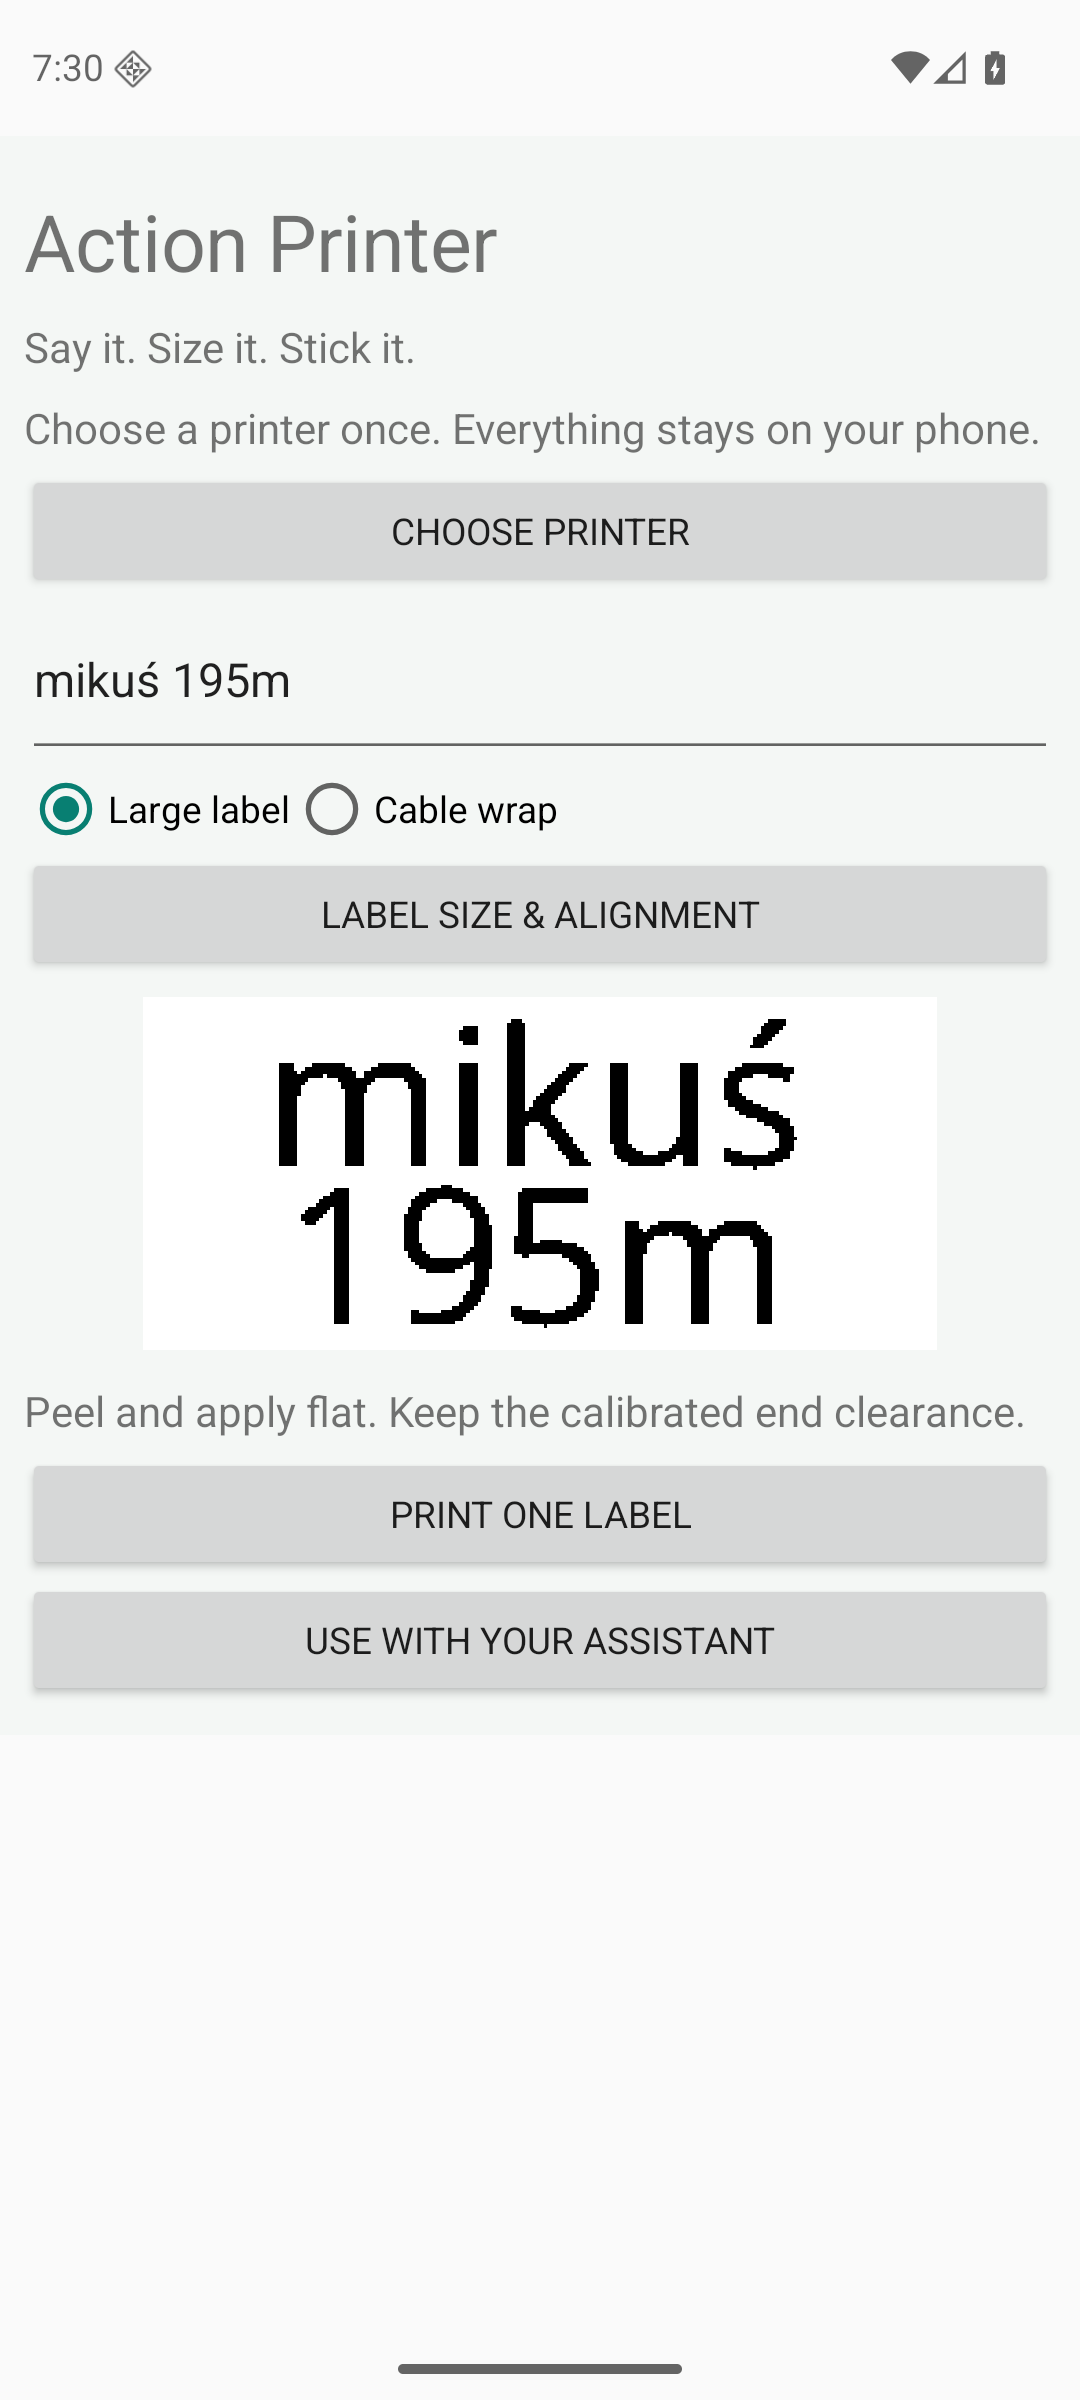 7:30
Action Printer
Say it. Size it. Stick it.
Choose a printer once. Everything stays on your phone.
CHOOSE PRINTER
mikuś 195m
Large label
Cable wrap
LABEL SIZE & ALIGNMENT
mikuś
195m
Peel and apply flat. Keep the calibrated end clearance.
PRINT ONE LABEL
USE WITH YOUR ASSISTANT